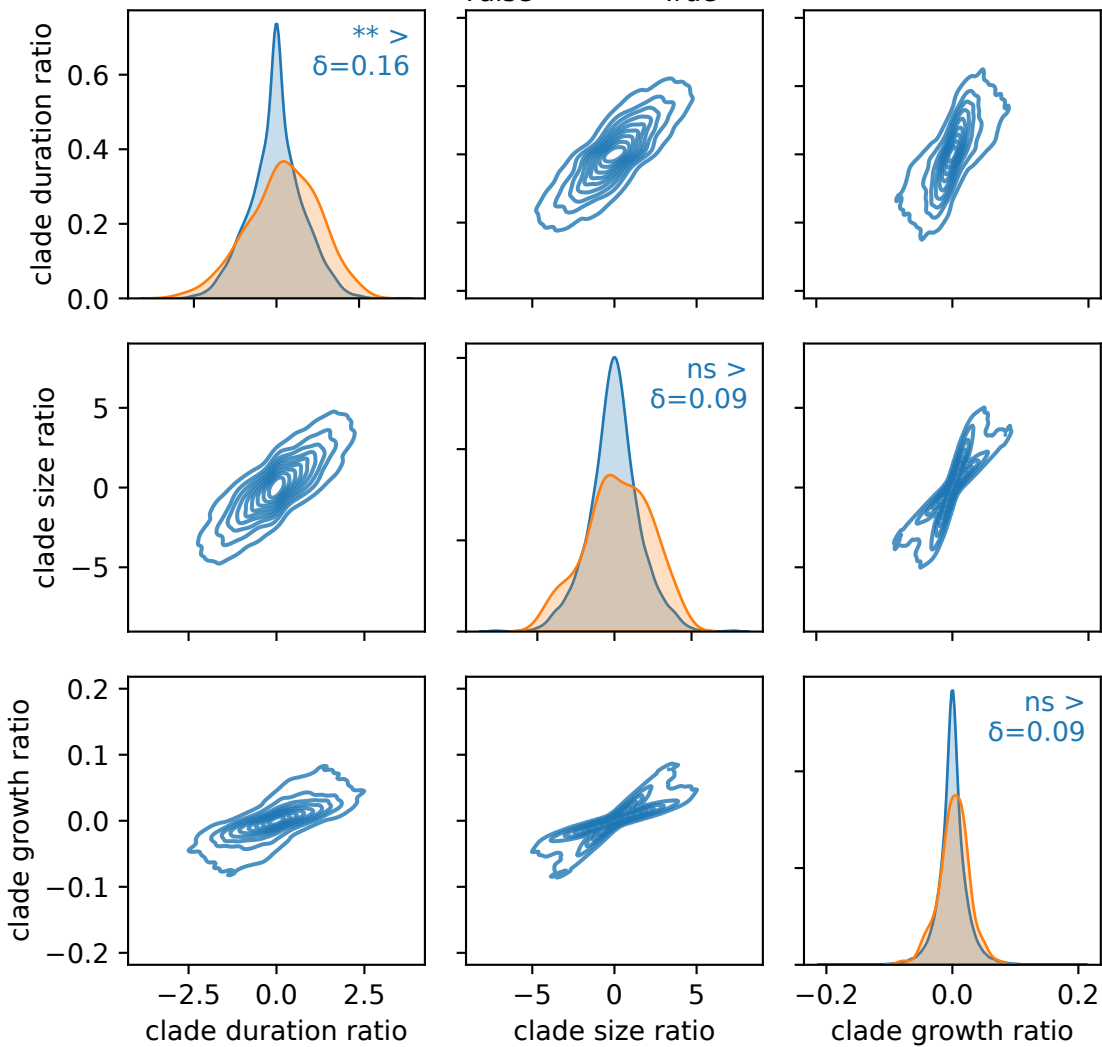 ** >
δ=0.16
clade duration ratio
0.6
0.4
0.2
0.0
ns >
δ=0.09
clade size ratio
5
0
−5
ns >
δ=0.09
clade growth ratio
0.2
0.1
0.0
−0.1
−0.2
−2.5 0.0 2.5
−5 0 5
−0.2 0.0 0.2
clade duration ratio
clade size ratio
clade growth ratio